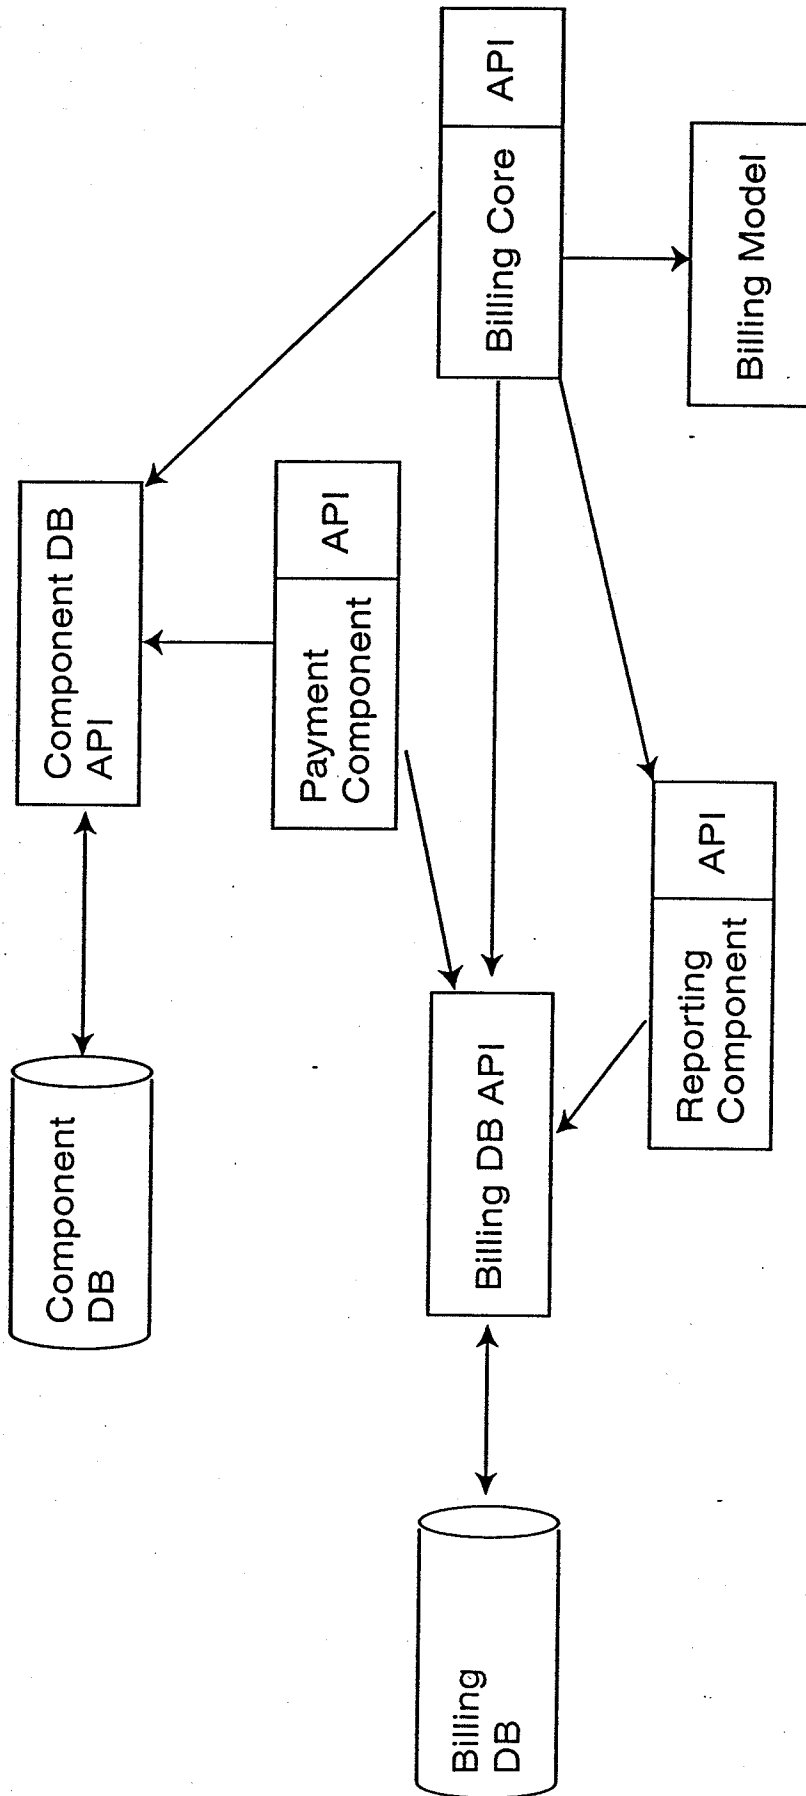 Component
DB
Component DB
API
Payment
Component
API
Billing
DB
Billing DB API
Billing Core
API
Reporting
Component
API
Billing Model